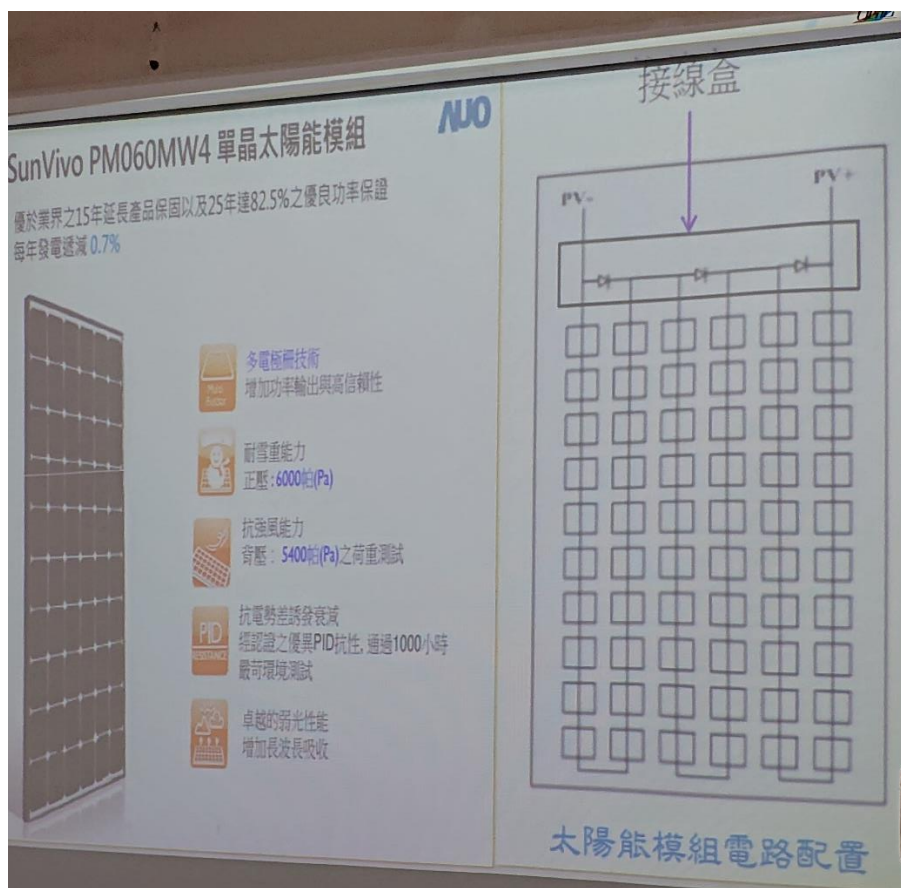 AUO
SunVivo PM060MW4 單晶太陽能模組
優於業界之15年延長產品保固以及25年達82.5%之優良功率保證
每年發電遞減 0.7%
多電極柵技術
增加功率輸出與高信賴性
耐雪重能力
正壓 : 6000帕(Pa)
抗強風能力
背壓 : 5400帕(Pa)之荷重測試
PID
RESISTANCE
抗電勢差誘發衰減
經認證之優異PID抗性, 通過1000小時
嚴苛環境測試
卓越的弱光性能
增加長波長吸收
接線盒
PV-
PV+
太陽能模組電路配置